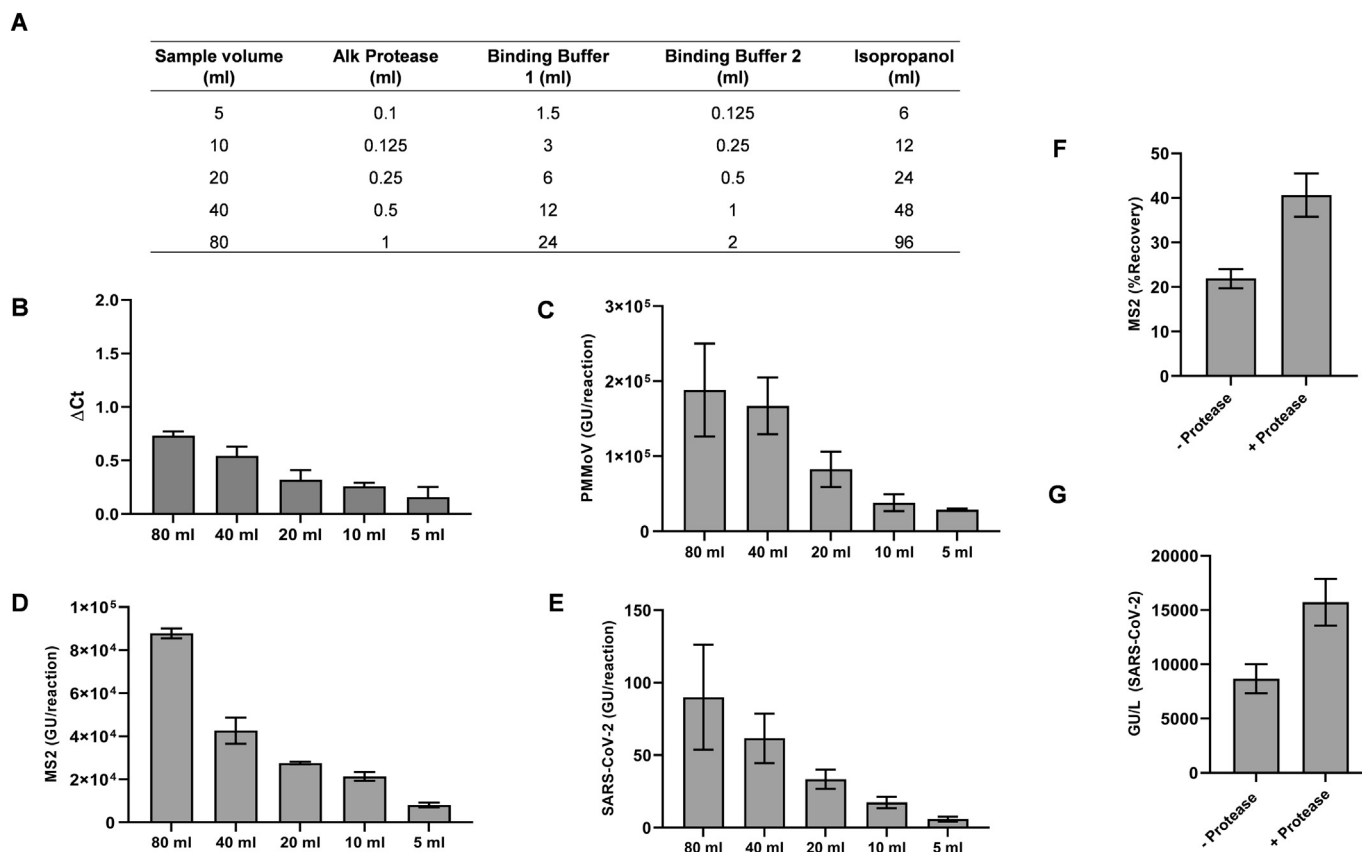 A
Sample volume (ml) Alk Protease (ml) Binding Buffer 1 (ml) Binding Buffer 2 (ml) Isopropanol (ml)
5 0.1 1.5 0.125 6
10 0.125 3 0.25 12
20 0.25 6 0.5 24
40 0.5 12 1 48
80 1 24 2 96
B
ΔCt
2.0
1.5
1.0
0.5
0.0
80 ml 40 ml 20 ml 10 ml 5 ml
C
PMMoV (GU/reaction)
3×10⁵
2×10⁵
1×10⁵
0
80 ml 40 ml 20 ml 10 ml 5 ml
D
MS2 (GU/reaction)
1×10⁵
8×10⁴
6×10⁴
4×10⁴
2×10⁴
0
80 ml 40 ml 20 ml 10 ml 5 ml
E
SARS-CoV-2 (GU/reaction)
150
100
50
0
80 ml 40 ml 20 ml 10 ml 5 ml
F
MS2 (%Recovery)
50
40
30
20
10
0
- Protease + Protease
G
GU/L (SARS-CoV-2)
20000
15000
10000
5000
0
- Protease + Protease